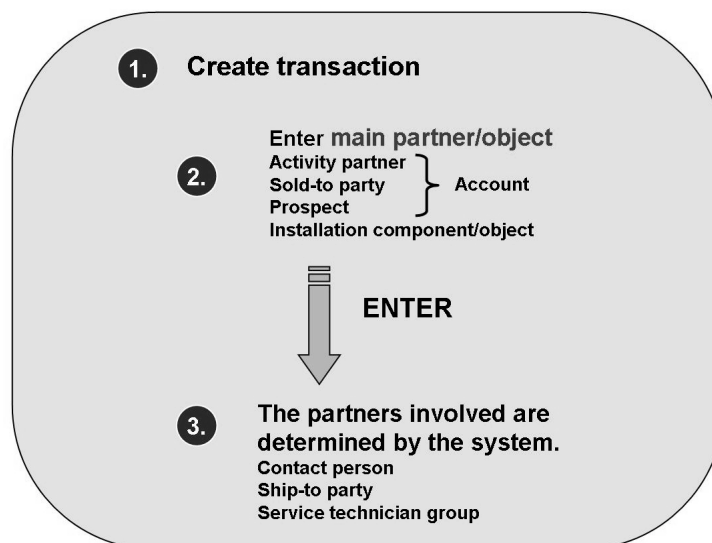 1. Create transaction
Enter main partner/object
2.
Activity partner
Sold-to party
Prospect
Account
Installation component/object
ENTER
3. The partners involved are
determined by the system.
Contact person
Ship-to party
Service technician group